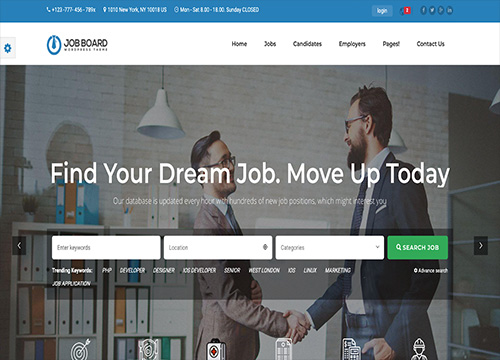 +123-777-456-789x 1010 New York, NY 10018 US Mon - Sat 8.00 - 18.00. Sunday CLOSED login
JOB BOARD
WORDPRESS THEME
Home Jobs Candidates Employers Pages! Contact Us
Find Your Dream Job. Move Up Today
Our database is updated every hour with hundreds of new job positions, which might interest you
Enter keywords Location Categories SEARCH JOB
Trending Keywords: PHP DEVELOPER DESIGNER IOS DEVELOPER SENIOR WEST LONDON IOS LINUX MARKETING Advance search
JOB APPLICATION